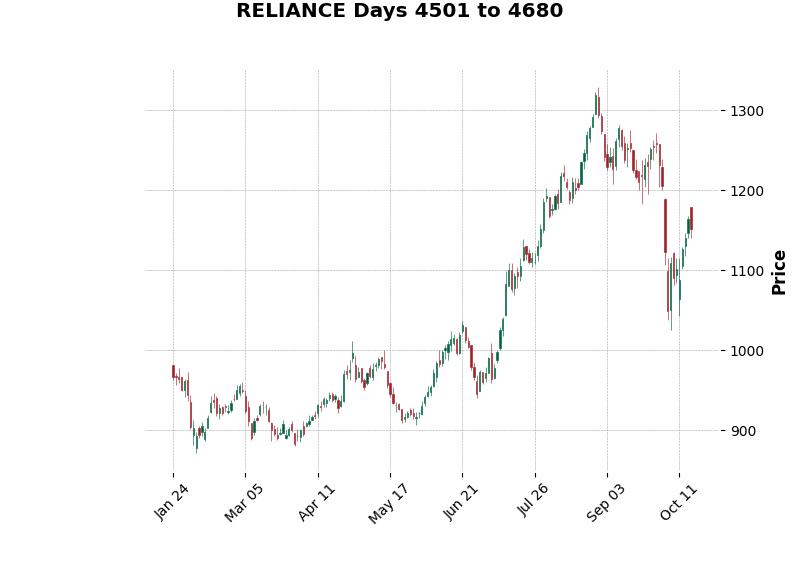 RELIANCE Days 4501 to 4680
1300
1200
1100
1000
900
Price
Jan 24
Mar 05
Apr 11
May 17
Jun 21
Jul 26
Sep 03
Oct 11